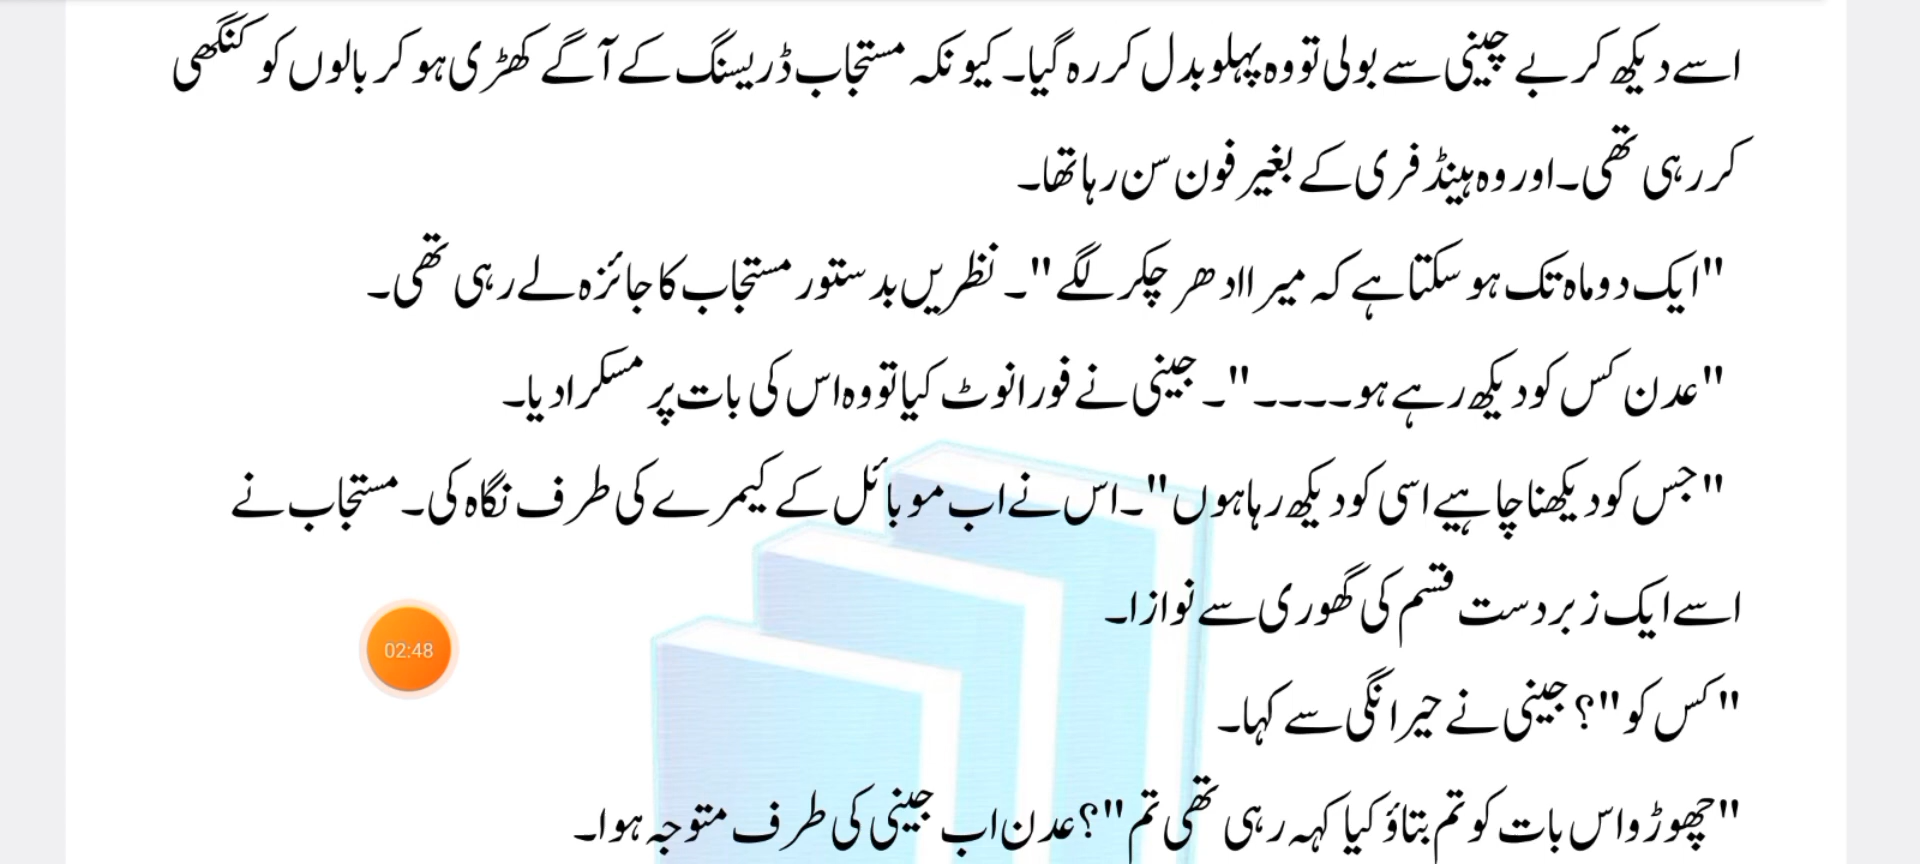 اسے دیکھ کر بے چینی سے بولی تو وہ پہلو بدل کر رہ گیا۔ کیونکہ مستجاب ڈریسنگ کے آگے کھڑی ہو کر بالوں کو کنگھی
کر رہی تھی۔ اور وہ ہینڈ فری کے بغیر فون سن رہا تھا۔
"ایک دو ماہ تک ہو سکتا ہے کہ میرا ادھر چکر لگے"۔ نظریں بدستور مستجاب کا جائزہ لے رہی تھی۔
"عدن کس کو دیکھ رہے ہو۔۔۔۔"۔ جینی نے فورا نوٹ کیا تو وہ اس کی بات پر مسکرا دیا۔
"جس کو دیکھنا چاہیے اسی کو دیکھ رہا ہوں"۔ اس نے اب موبائل کے کیمرے کی طرف نگاہ کی۔ مستجاب نے
اسے ایک زبردست قسم کی گھوری سے نوازا۔
02:48
"کس کو"؟ جینی نے حیرانگی سے کہا۔
"چھوڑو اس بات کو تم بتاؤ کیا کہہ رہی تھی تم"؟ عدن اب جینی کی طرف متوجہ ہوا۔